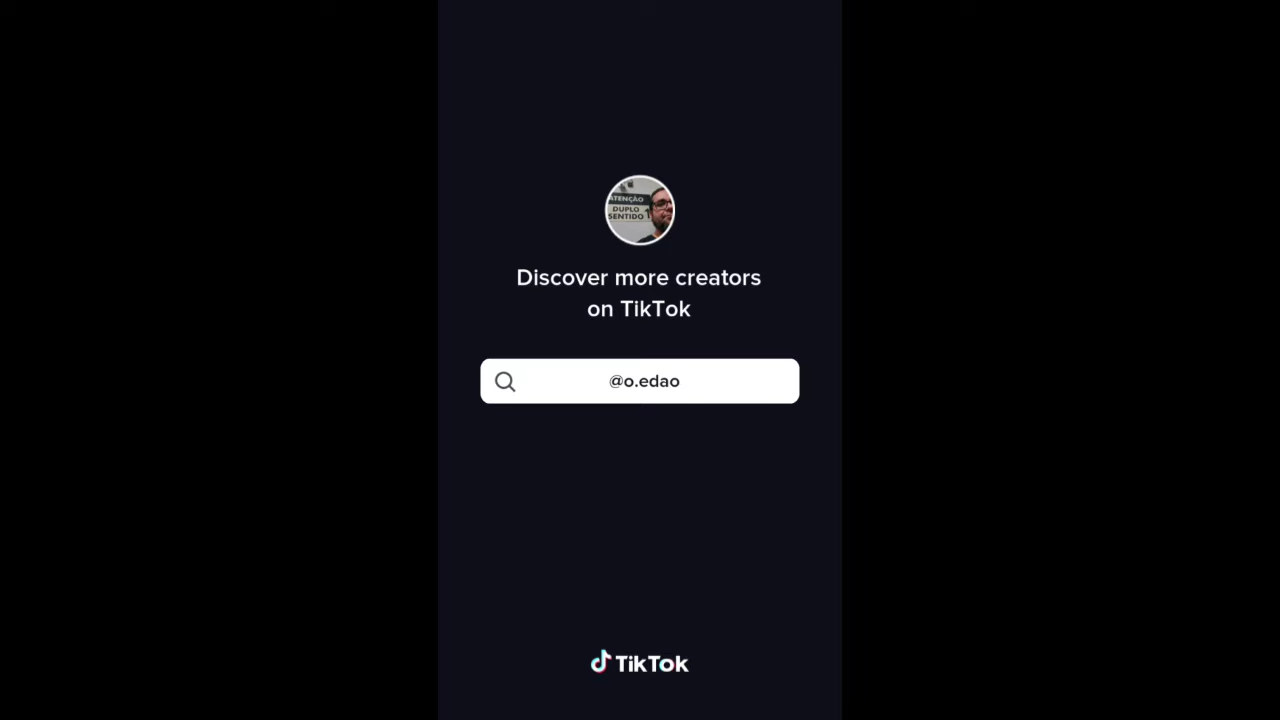 ATENÇÃO
DUPLO
SENTIDO
Discover more creators
on TikTok
@o.edao
TikTok